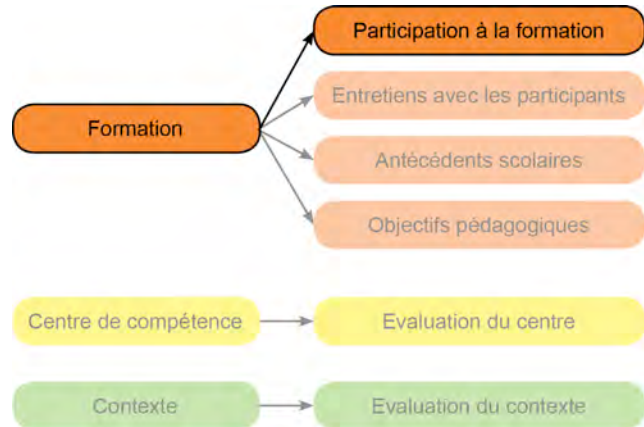 Participation à la formation
Entretiens avec les participants
Formation
Antécédents scolaires
Objectifs pédagogiques
Centre de compétence
Evaluation du centre
Contexte
Evaluation du contexte